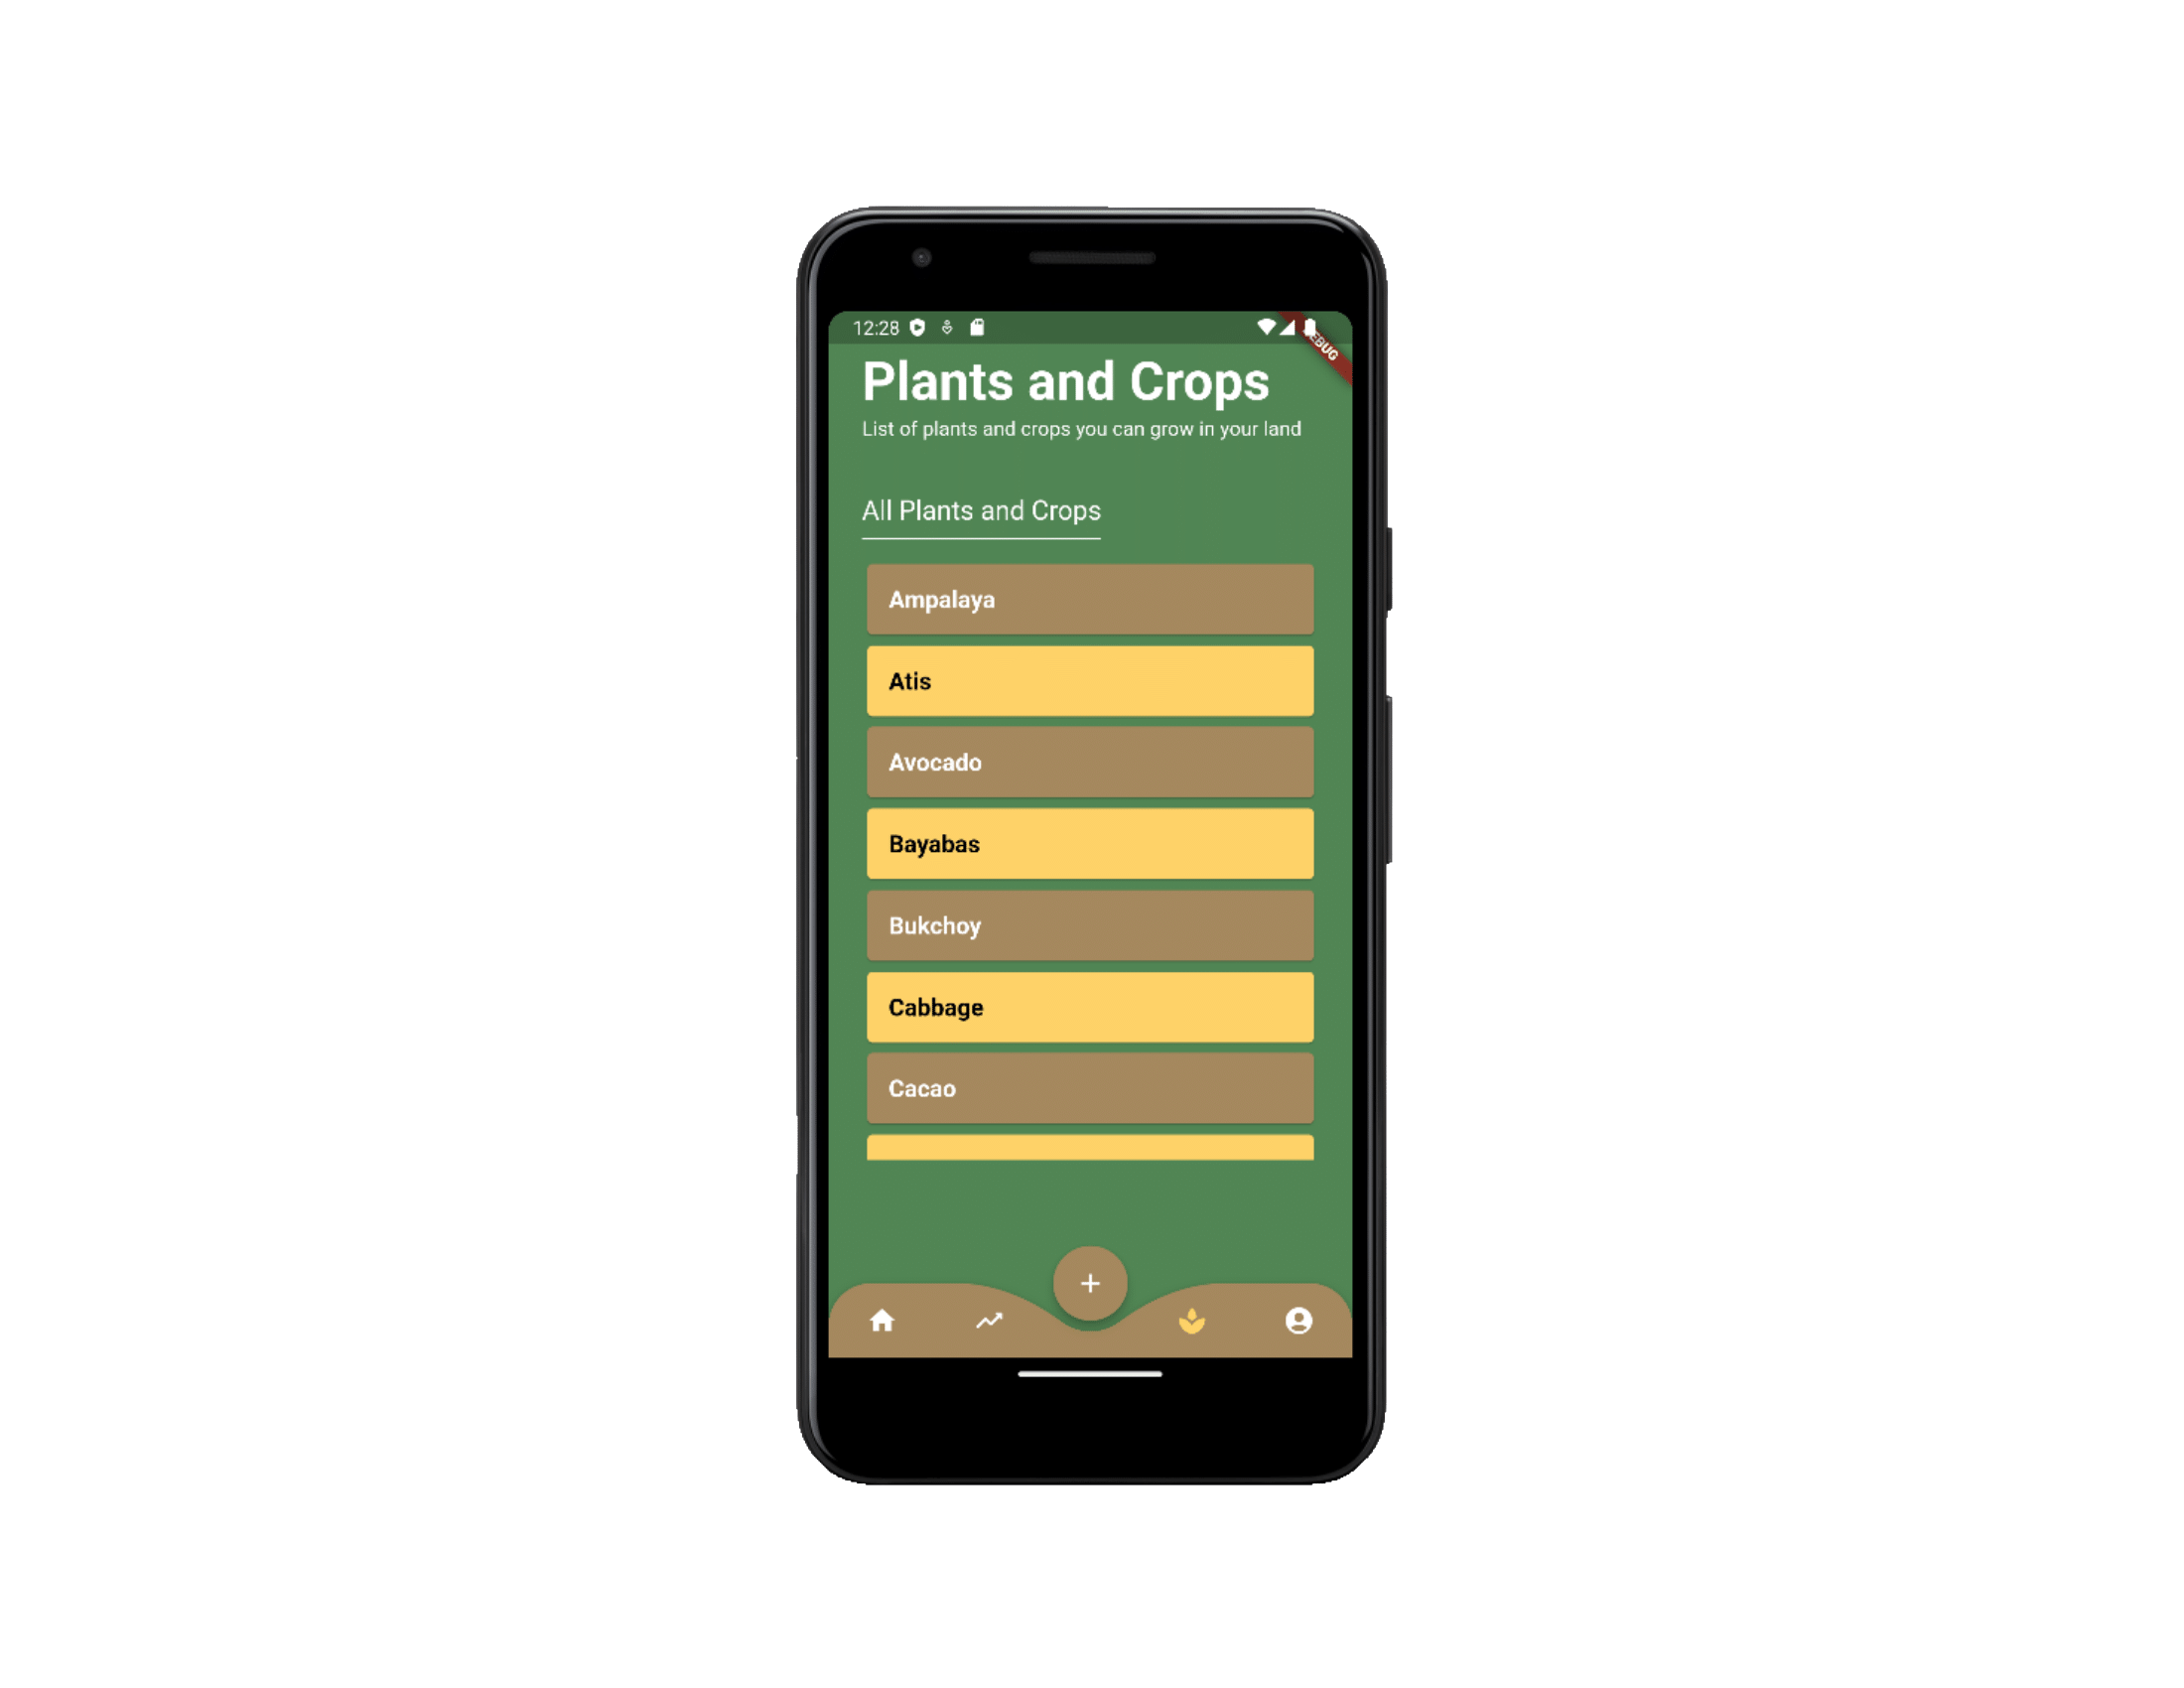 12:28
EBUG
Plants and Crops
List of plants and crops you can grow in your land
All Plants and Crops
Ampalaya
Atis
Avocado
Bayabas
Bukchoy
Cabbage
Cacao